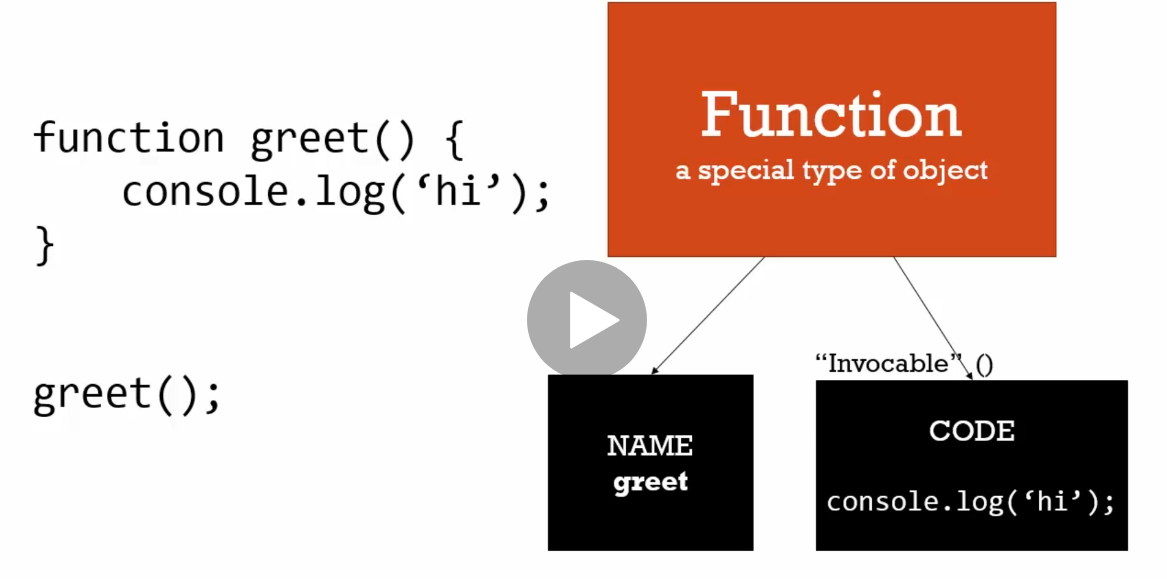 function greet() {
    console.log(‘hi’);
}
greet();
Function
a special type of object
NAME
greet
“Invocable” ()
CODE
console.log(‘hi’);